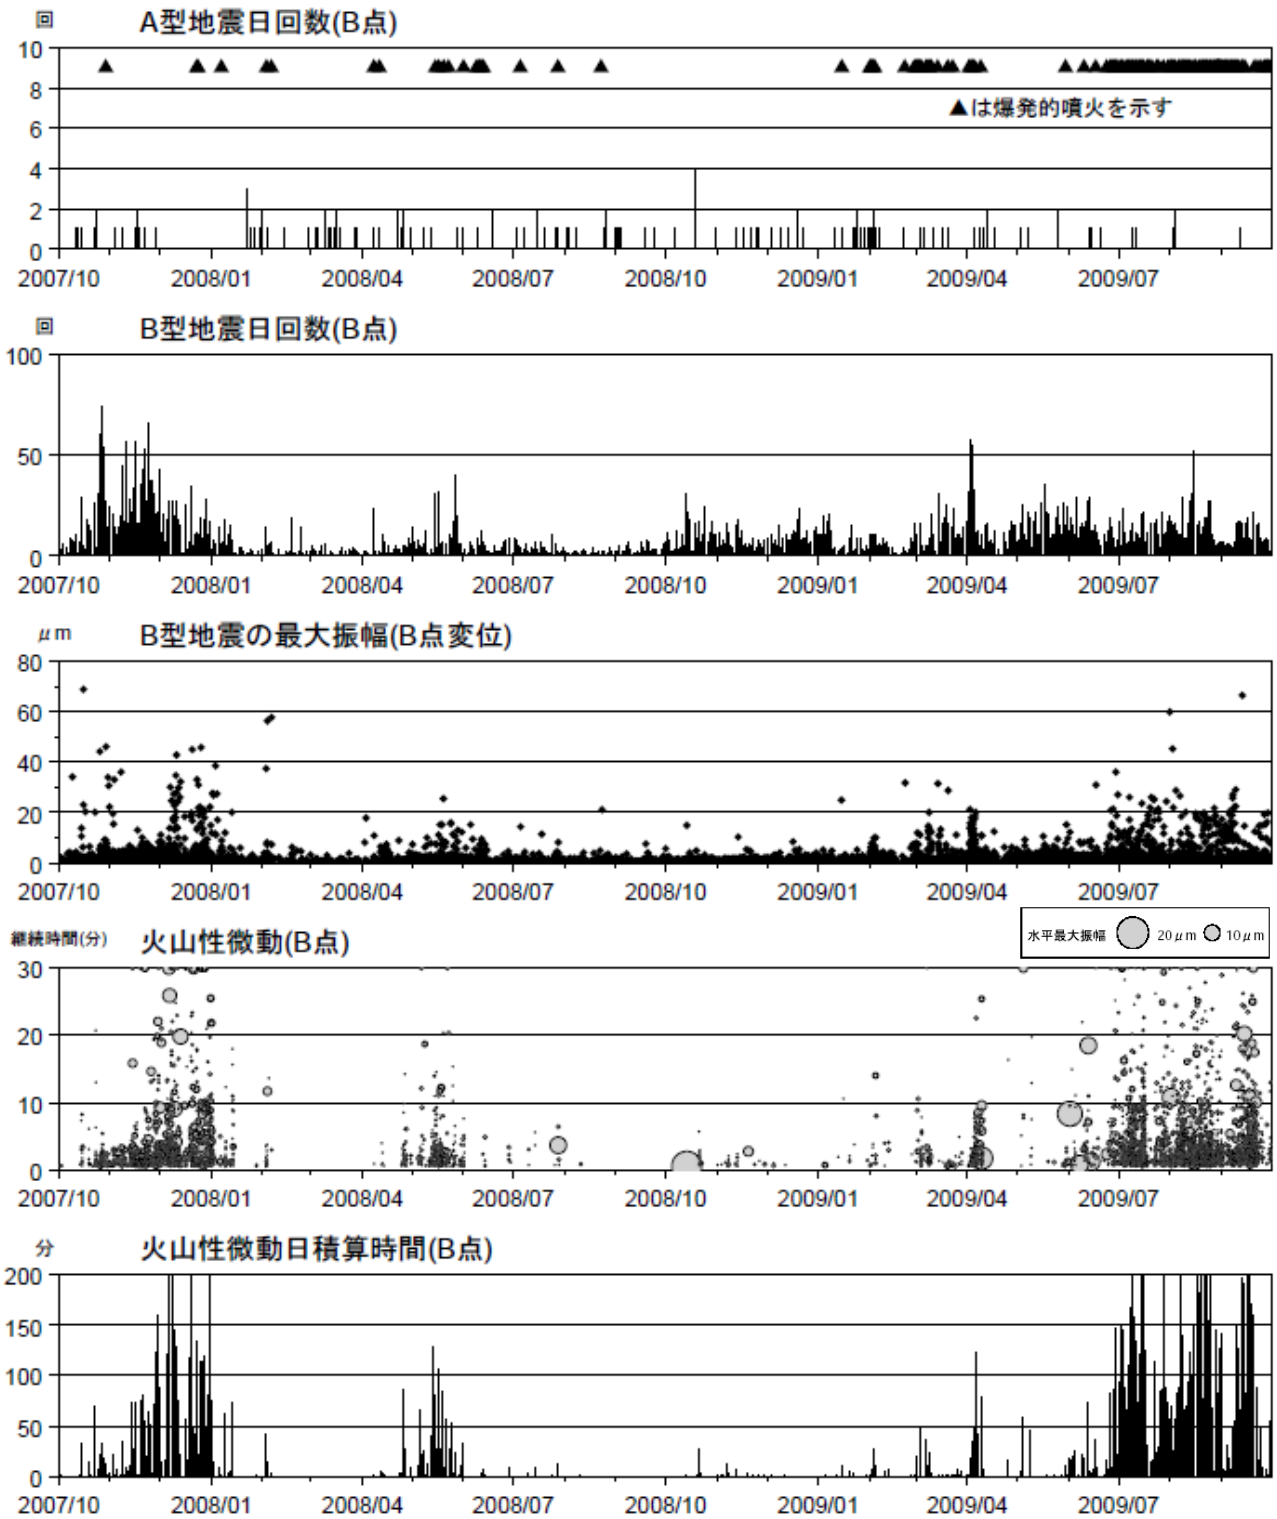 回 A型地震日回数(B点)
10
8
▲は爆発的噴火を示す
6
4
2
0
2007/10 2008/01 2008/04 2008/07 2008/10 2009/01 2009/04 2009/07
回 B型地震日回数(B点)
100
50
0
2007/10 2008/01 2008/04 2008/07 2008/10 2009/01 2009/04 2009/07
μm B型地震の最大振幅(B点変位)
80
60
40
20
0
2007/10 2008/01 2008/04 2008/07 2008/10 2009/01 2009/04 2009/07
継続時間(分) 火山性微動(B点)
水平最大振幅 20μm 10μm
30
20
10
0
2007/10 2008/01 2008/04 2008/07 2008/10 2009/01 2009/04 2009/07
分 火山性微動日積算時間(B点)
200
150
100
50
0
2007/10 2008/01 2008/04 2008/07 2008/10 2009/01 2009/04 2009/07